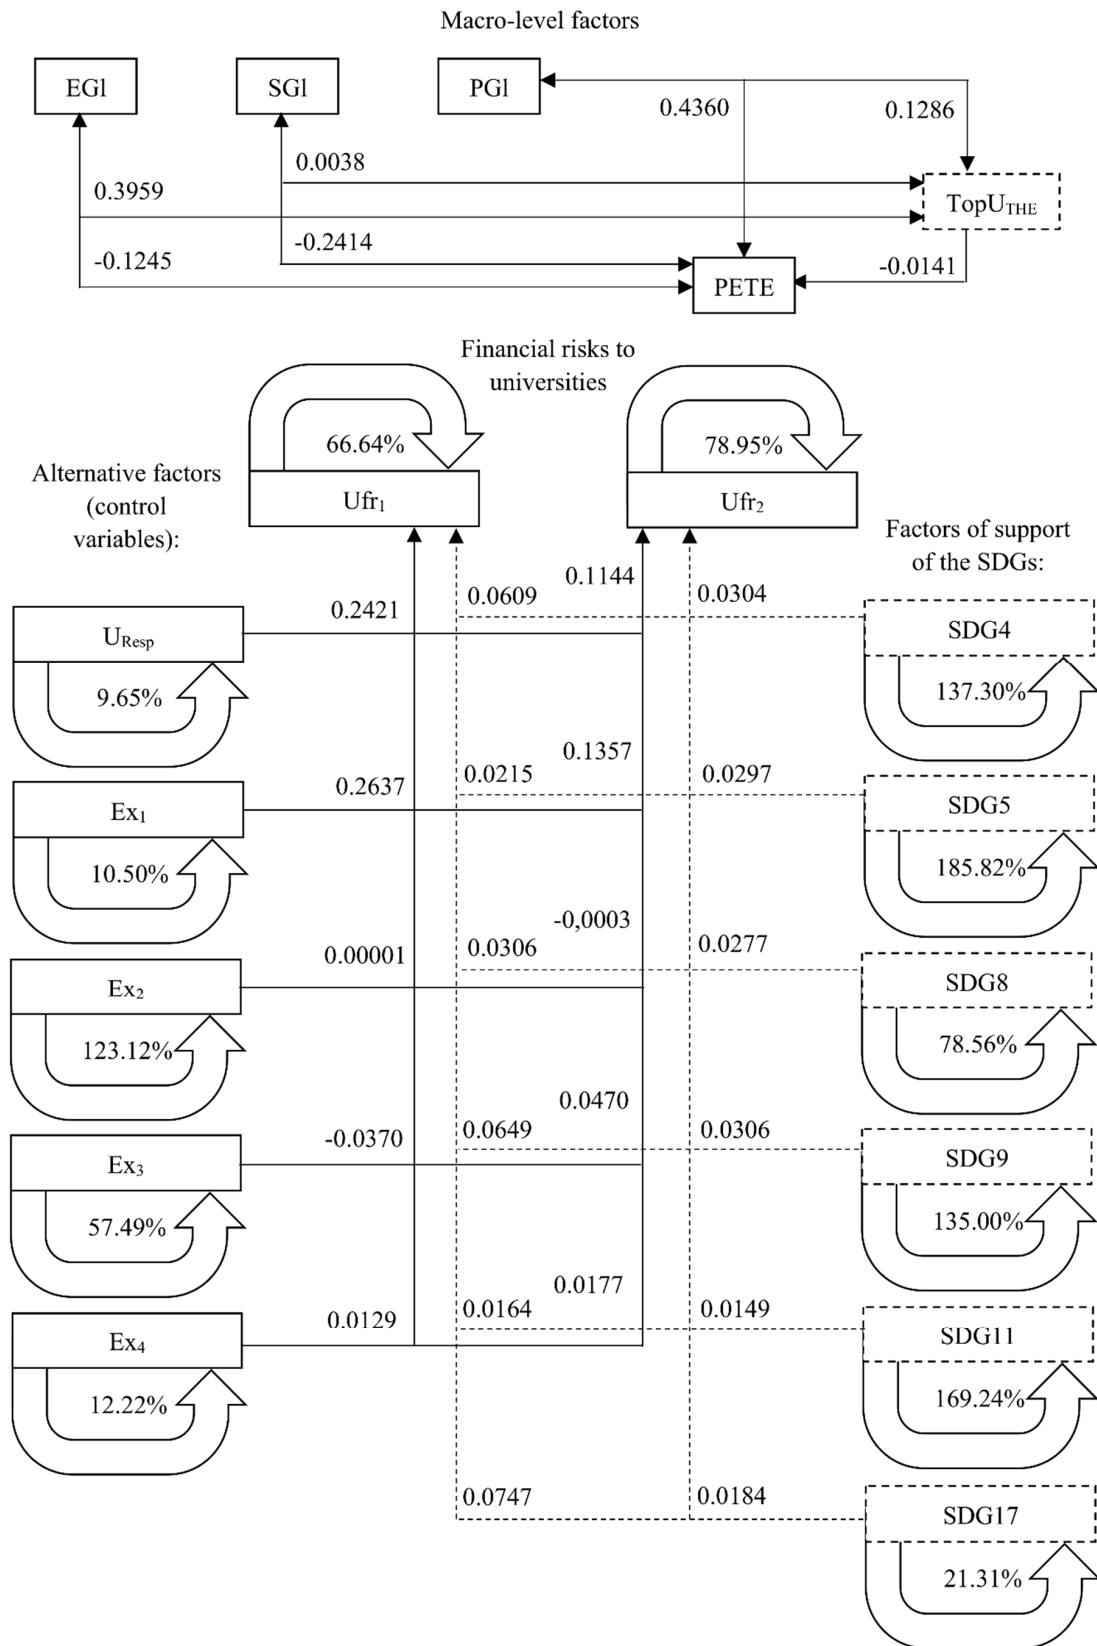 Macro-level factors
EGl
SGl
PGl
0.4360
0.1286
0.0038
0.3959
TopUTHE
-0.2414
-0.1245
-0.0141
PETE
Financial risks to
universities
66.64%
78.95%
Ufr1
Ufr2
Alternative factors
(control
variables):
Factors of support
of the SDGs:
0.1144
0.0609
0.0304
0.2421
URes​p
SDG4
9.65%
137.30%
0.1357
0.2637
0.0215
0.0297
Ex1
SDG5
10.50%
185.82%
-0,0003
0.00001
0.0306
0.0277
Ex2
SDG8
123.12%
78.56%
0.0470
-0.0370
0.0649
0.0306
Ex3
SDG9
57.49%
135.00%
0.0177
0.0129
0.0164
0.0149
Ex4
SDG11
12.22%
169.24%
0.0747
0.0184
SDG17
21.31%